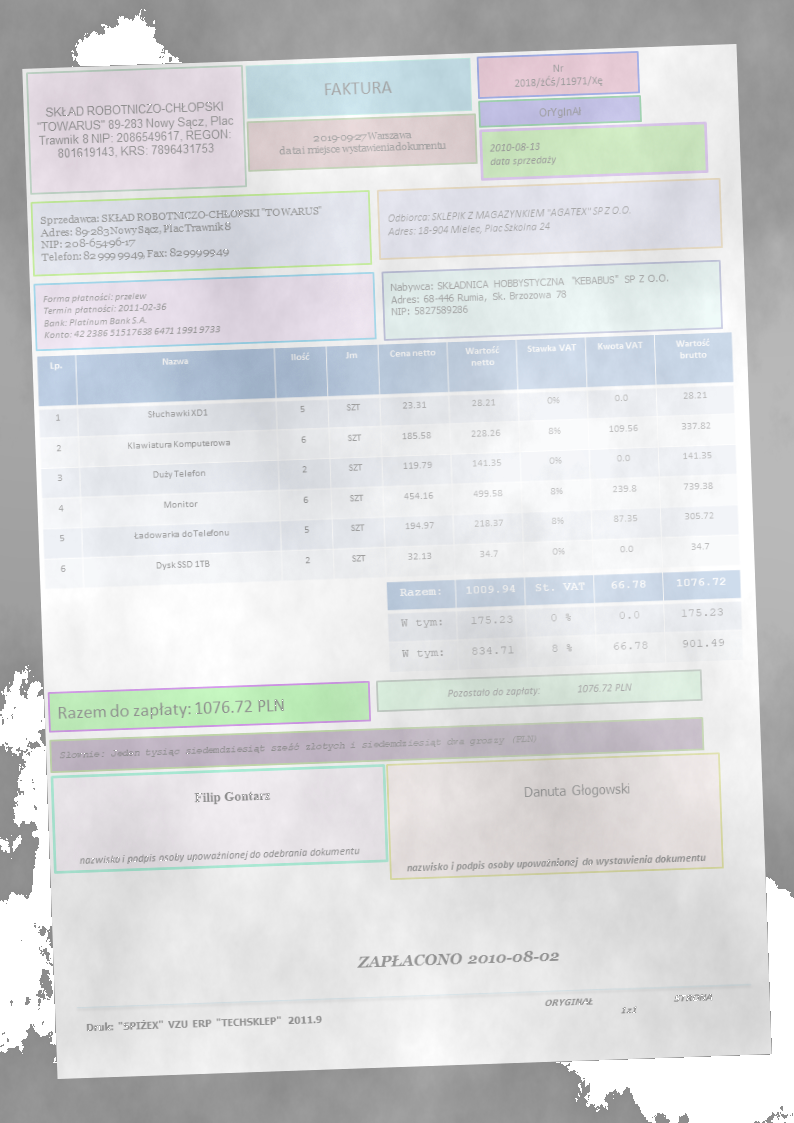 SKŁAD ROBOTNICZO-CHŁOPSKI
"TOWARUS" 89-283 Nowy Sącz, Plac
Trawnik 8 NIP: 2086549617, REGON:
801619143, KRS: 7896431753
FAKTURA
2019-09-27 Warszawa
data i miejsce wystawienia dokumentu
Nr
2018/żĆś/11971/Xę
OrYgInAł
2010-08-13
data sprzedaży
Sprzedawca: SKŁAD ROBOTNICZO-CHŁOPSKI "TOWARUS"
Adres: 89-283 Nowy Sącz, Plac Trawnik 8
NIP: 208-654-96-17
Telefon: 82 999 99 49, Fax: 829999949
Odbiorca: SKLEPIK Z MAGAZYNKIEM "AGATEX" SP Z O.O.
Adres: 18-904 Mielec, Plac Szkolna 24
Forma płatności: przelew
Termin płatności: 2011-02-36
Bank: Platinum Bank S.A.
Konto: 42 2386 51517638 6471 1991 9733
Nabywca: SKŁADNICA HOBBYSTYCZNA "KEBABUS" SP Z O.O.
Adres: 68-446 Rumia, Sk. Brzozowa 78
NIP: 5827589286
Lp. Nazwa Ilość Jm Cena netto Wartość netto Stawka VAT Kwota VAT Wartość brutto
1 Słuchawki XD1 5 SZT 23.31 28.21 0% 0.0 28.21
2 Klawiatura Komputerowa 6 SZT 185.58 228.26 8% 109.56 337.82
3 Duży Telefon 2 SZT 119.79 141.35 0% 0.0 141.35
4 Monitor 6 SZT 454.16 499.58 8% 239.8 739.38
5 Ładowarka do Telefonu 5 SZT 194.97 218.37 8% 87.35 305.72
6 Dysk SSD 1TB 2 SZT 32.13 34.7 0% 0.0 34.7
Razem: 1009.94 St. VAT 66.78 1076.72
W tym: 175.23 0 % 0.0 175.23
W tym: 834.71 8 % 66.78 901.49
Razem do zapłaty: 1076.72 PLN
Pozostało do zapłaty: 1076.72 PLN
Słownie: Jeden tysiąc siedemdziesiąt sześć złotych i siedemdziesiąt dwa groszy (PLN)
Filip Gontarz
nazwisko i podpis osoby upoważnionej do odebrania dokumentu
Danuta Głogowski
nazwisko i podpis osoby upoważnionej do wystawienia dokumentu
ZAPŁACONO 2010-08-02
Druk: "SPIŻEX" VZU ERP "TECHSKLEP" 2011.9
ORYGINAŁ